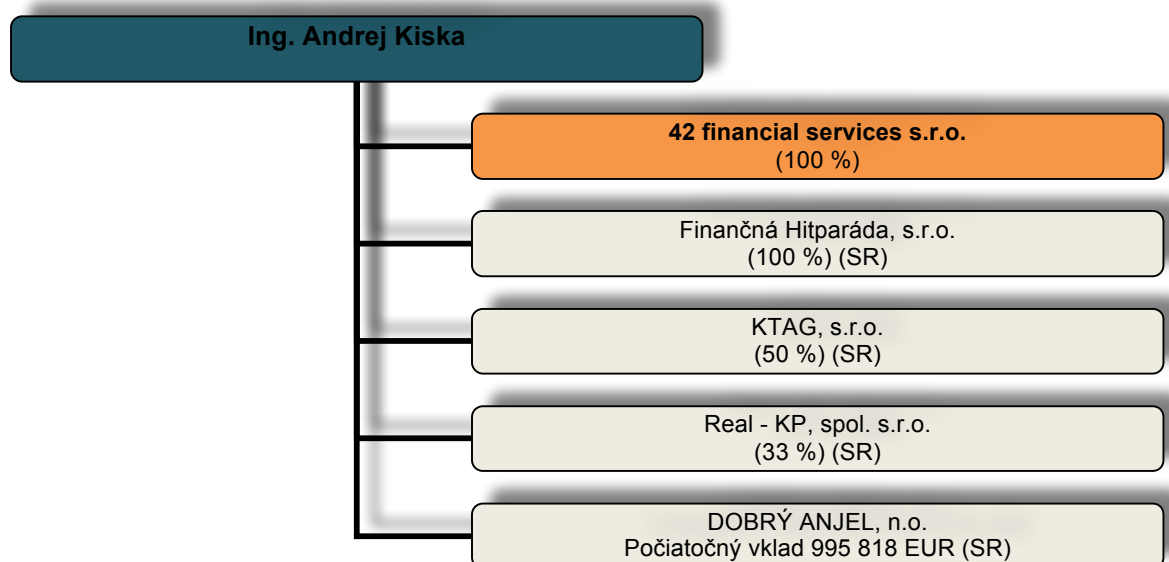 Ing. Andrej Kiska
42 financial services s.r.o.
(100 %)
Finančná Hitparáda, s.r.o.
(100 %) (SR)
KTAG, s.r.o.
(50 %) (SR)
Real - KP, spol. s.r.o.
(33 %) (SR)
DOBRÝ ANJEL, n.o.
Počiatočný vklad 995 818 EUR (SR)